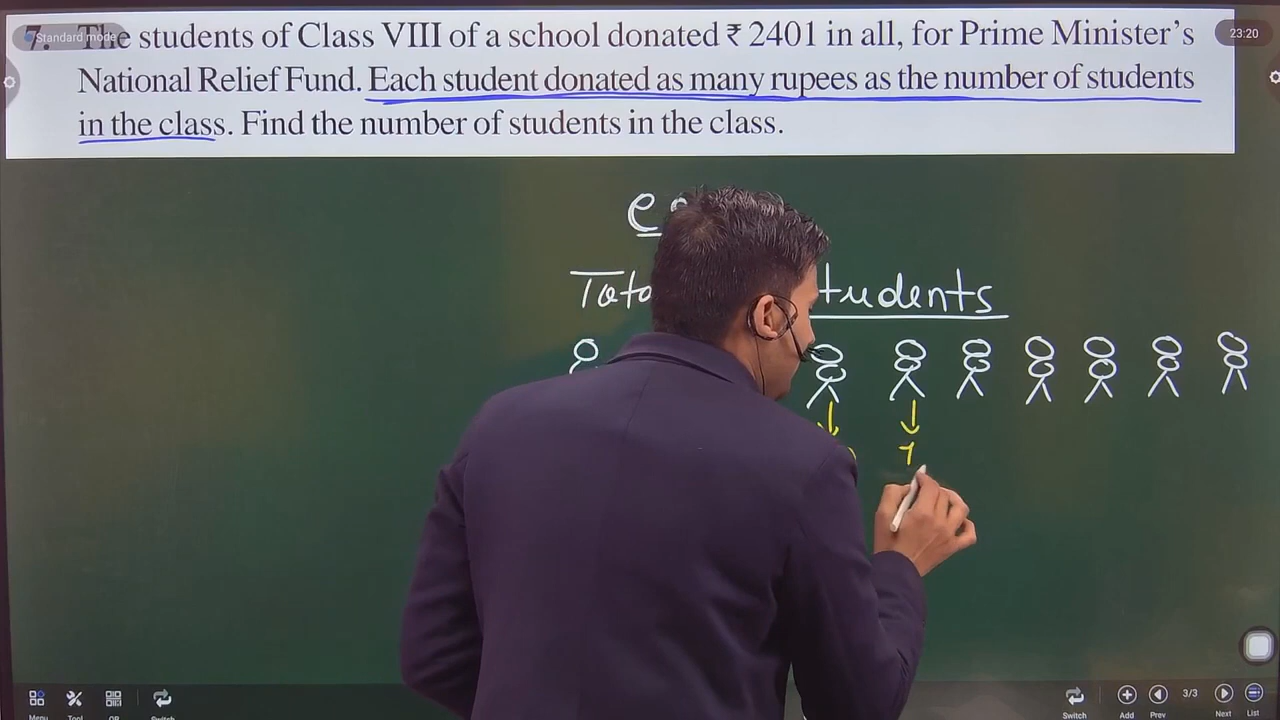 Standard mode
7. The students of Class VIII of a school donated ₹ 2401 in all, for Prime Minister's
23:20
National Relief Fund. Each student donated as many rupees as the number of students
in the class. Find the number of students in the class.
students
Menu
Switch
Add
Prev
3/3
Next
List